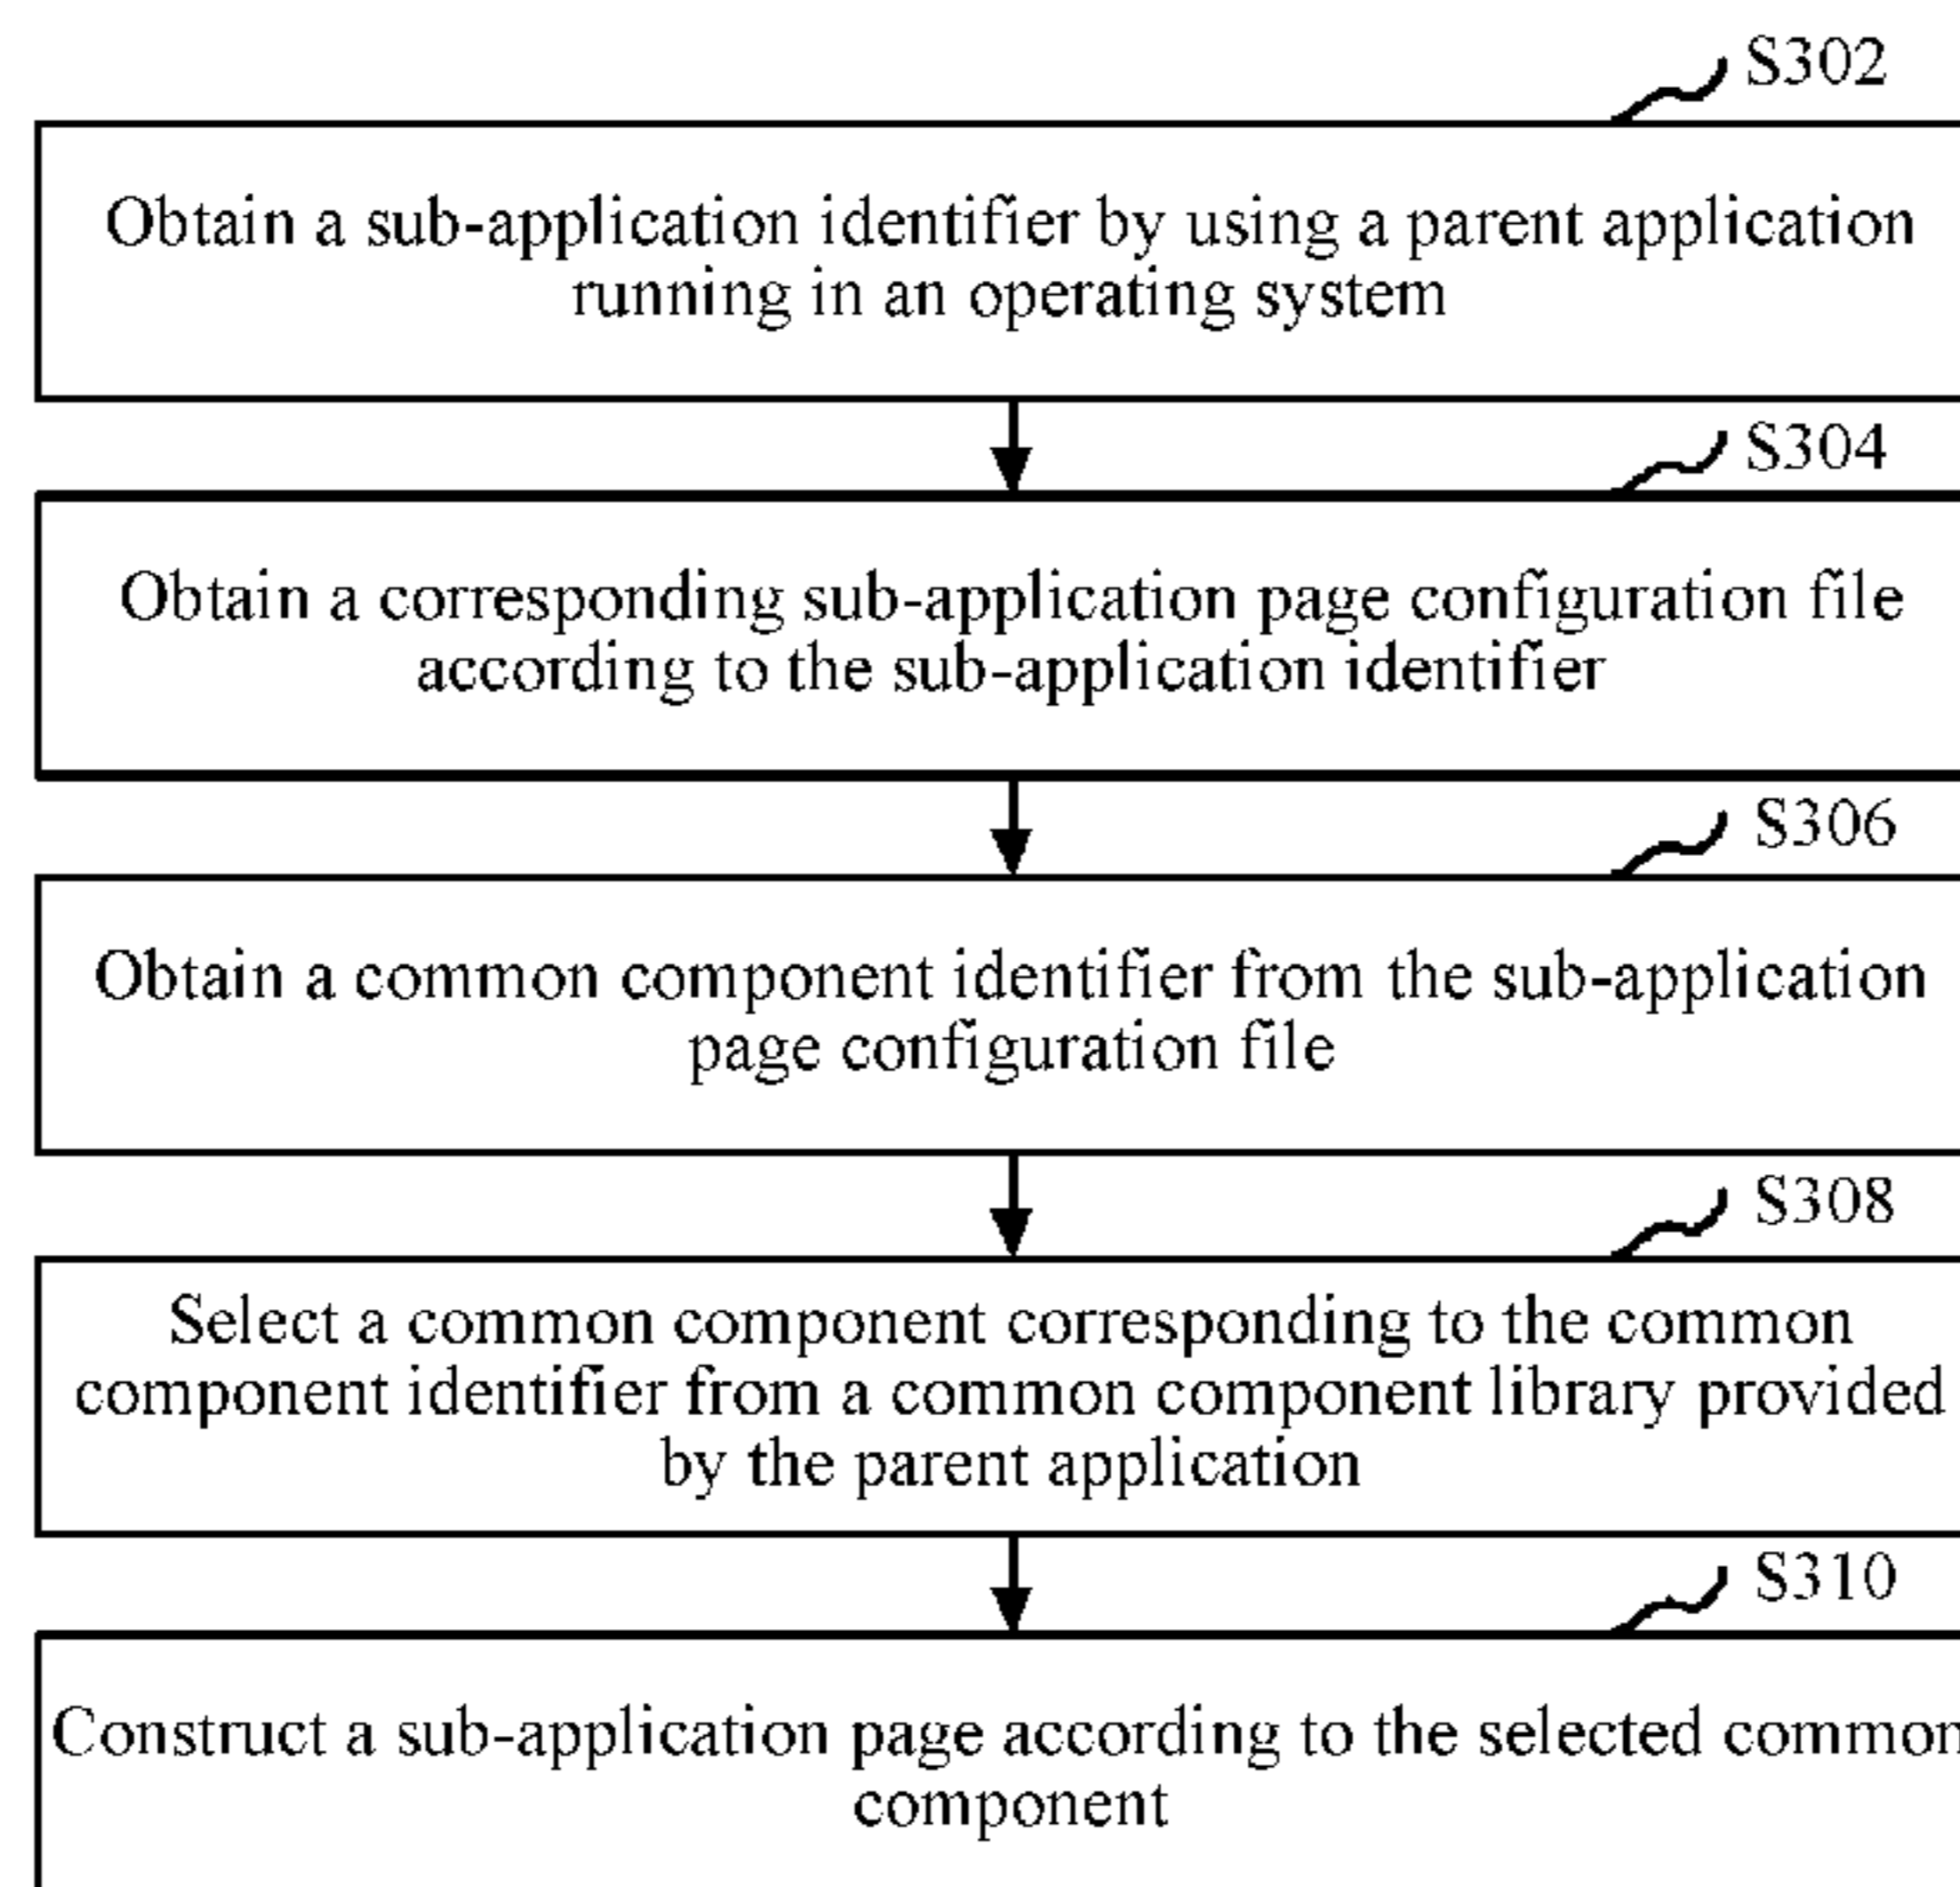 S302
Obtain a sub-application identifier by using a parent application
running in an operating system
S304
Obtain a corresponding sub-application page configuration file
according to the sub-application identifier
S306
Obtain a common component identifier from the sub-application
page configuration file
S308
Select a common component corresponding to the common
component identifier from a common component library provided
by the parent application
S310
Construct a sub-application page according to the selected common
component